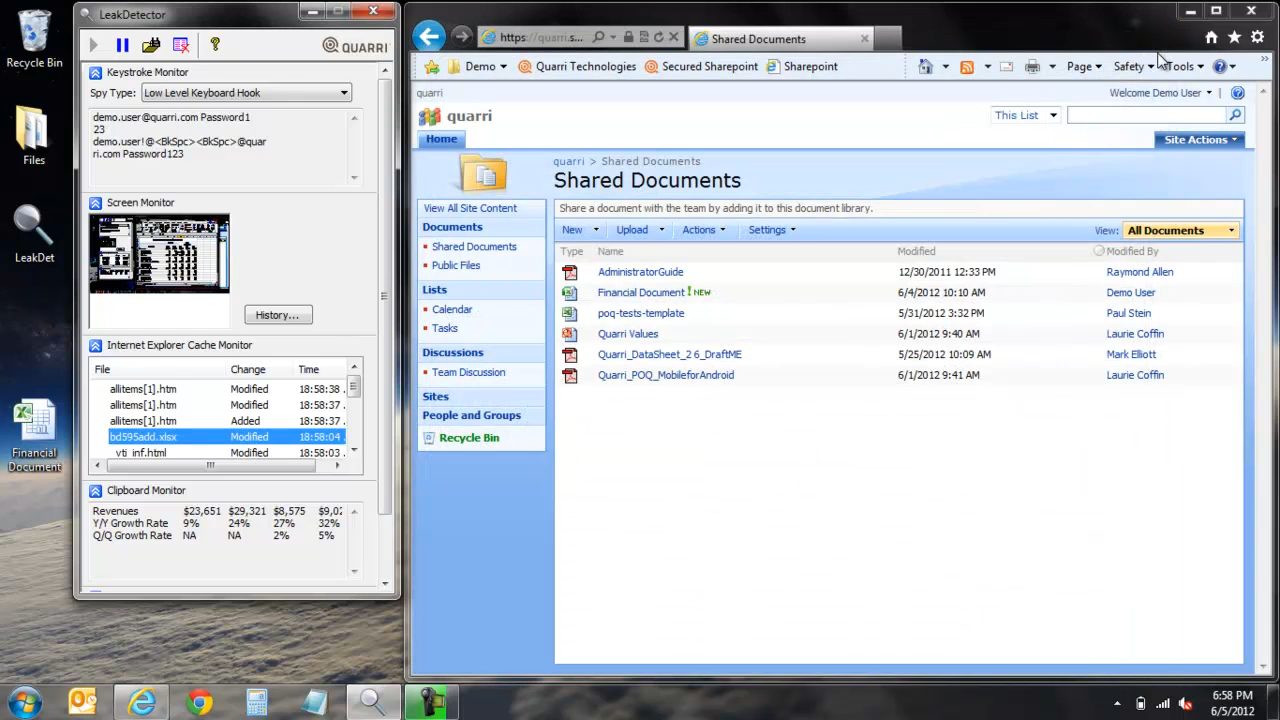 Recycle Bin
Files
LeakDet
Financial
Document
LeakDetector
QUARRI
Keystroke Monitor
Spy Type: Low Level Keyboard Hook
demo.user@quarri.com Password1
23
demo.user!@<BkSpc><BkSpc>@quar
ri.com Password123
Screen Monitor
History...
Internet Explorer Cache Monitor
File Change Time
allitems[1].htm Modified 18:58:38
allitems[1].htm Modified 18:58:37
allitems[1].htm Added 18:58:37
bd595add.xlsx Modified 18:58:04
_vti_inf.html Modified 18:58:03
Clipboard Monitor
Revenues $23,651 $29,321 $8,575 $9,02
Y/Y Growth Rate 9% 24% 27% 32%
Q/Q Growth Rate NA NA 2% 5%
https://quarri.s...
Shared Documents
Demo Quarri Technologies Secured Sharepoint Sharepoint
Page Safety Tools
quarri
Welcome Demo User
quarri
This List
Home
Site Actions
quarri > Shared Documents
Shared Documents
View All Site Content
Documents
Shared Documents
Public Files
Lists
Calendar
Tasks
Discussions
Team Discussion
Sites
People and Groups
Recycle Bin
Share a document with the team by adding it to this document library.
New Upload Actions Settings View: All Documents
Type Name Modified Modified By
AdministratorGuide 12/30/2011 12:33 PM Raymond Allen
Financial Document ! NEW 6/4/2012 10:10 AM Demo User
poq-tests-template 5/31/2012 3:32 PM Paul Stein
Quarri Values 6/1/2012 9:40 AM Laurie Coffin
Quarri_DataSheet_2 6_DraftME 5/25/2012 10:09 AM Mark Elliott
Quarri_POQ_MobileforAndroid 6/1/2012 9:41 AM Laurie Coffin
6:58 PM
6/5/2012